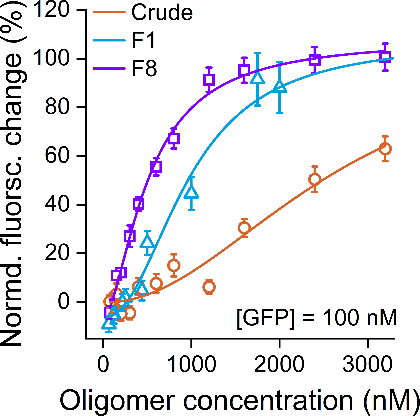 Normd. fluorsc. change (%)
120
100
80
60
40
20
0
Crude
F1
F8
[GFP] = 100 nM
0
1000
2000
3000
Oligomer concentration (nM)